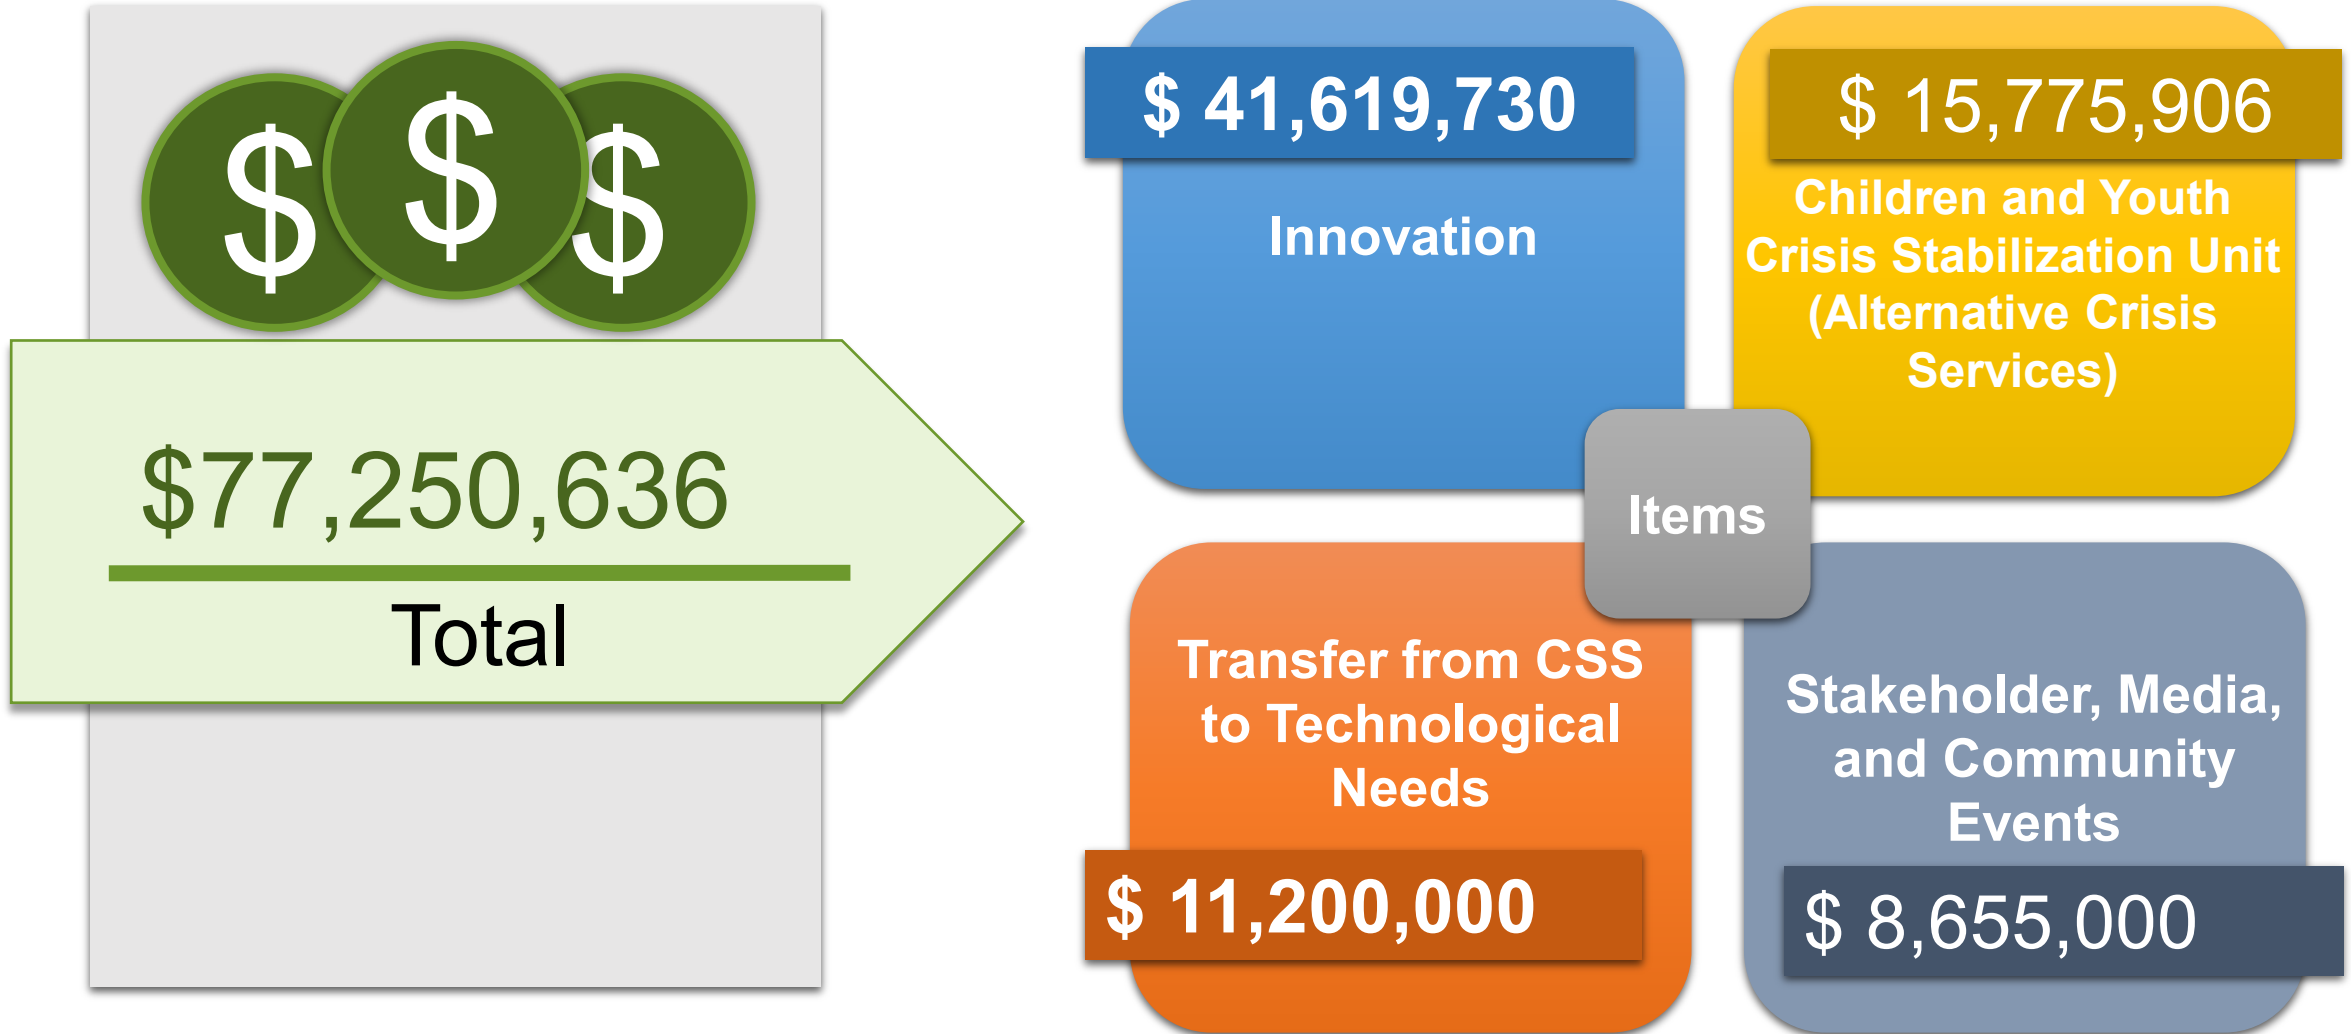 $ $ $
$77,250,636
Total
$ 41,619,730
Innovation
$ 15,775,906
Children and Youth
Crisis Stabilization Unit
(Alternative Crisis
Services)
Items
Transfer from CSS
to Technological
Needs
$ 11,200,000
Stakeholder, Media,
and Community
Events
$ 8,655,000